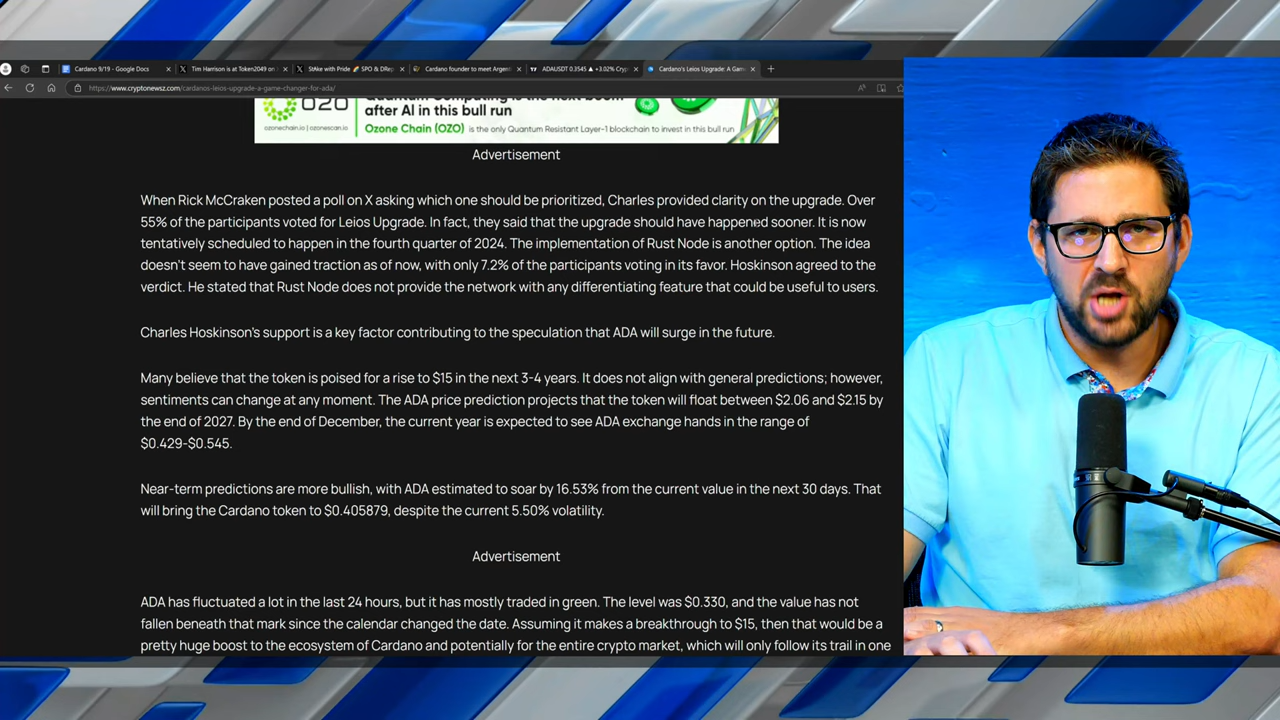 Cardano 9/19 - Google Docs
Tim Harrison is at Token2049 on
StAke with Pride 🌈 SPO & DRep
Cardano founder to meet Argent
ADAUSDT 0.3545 ▲ +3.02% Cryp
Cardano's Leios Upgrade: A Gam
https://www.cryptonewsz.com/cardanos-leios-upgrade-a-game-changer-for-ada/
after AI in this bull run
ozonechain.io | ozonescan.io
Ozone Chain (OZO) is the only Quantum Resistant Layer-1 blockchain to invest in this bull run
Advertisement
When Rick McCraken posted a poll on X asking which one should be prioritized, Charles provided clarity on the upgrade. Over
55% of the participants voted for Leios Upgrade. In fact, they said that the upgrade should have happened sooner. It is now
tentatively scheduled to happen in the fourth quarter of 2024. The implementation of Rust Node is another option. The idea
doesn't seem to have gained traction as of now, with only 7.2% of the participants voting in its favor. Hoskinson agreed to the
verdict. He stated that Rust Node does not provide the network with any differentiating feature that could be useful to users.
Charles Hoskinson's support is a key factor contributing to the speculation that ADA will surge in the future.
Many believe that the token is poised for a rise to $15 in the next 3-4 years. It does not align with general predictions; however,
sentiments can change at any moment. The ADA price prediction projects that the token will float between $2.06 and $2.15 by
the end of 2027. By the end of December, the current year is expected to see ADA exchange hands in the range of
$0.429-$0.545.
Near-term predictions are more bullish, with ADA estimated to soar by 16.53% from the current value in the next 30 days. That
will bring the Cardano token to $0.405879, despite the current 5.50% volatility.
Advertisement
ADA has fluctuated a lot in the last 24 hours, but it has mostly traded in green. The level was $0.330, and the value has not
fallen beneath that mark since the calendar changed the date. Assuming it makes a breakthrough to $15, then that would be a
pretty huge boost to the ecosystem of Cardano and potentially for the entire crypto market, which will only follow its trail in one